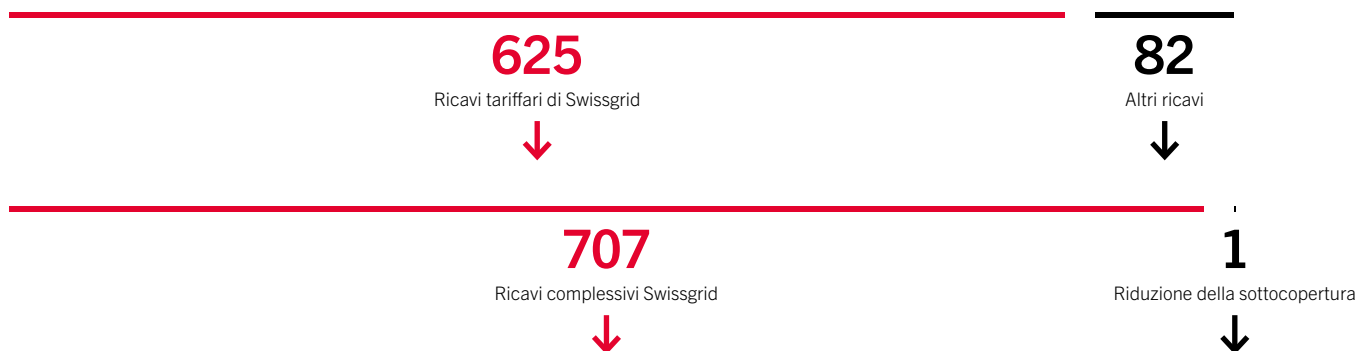 625
Ricavi tariffari di Swissgrid
82
Altri ricavi
707
Ricavi complessivi Swissgrid
1
Riduzione della sottocopertura